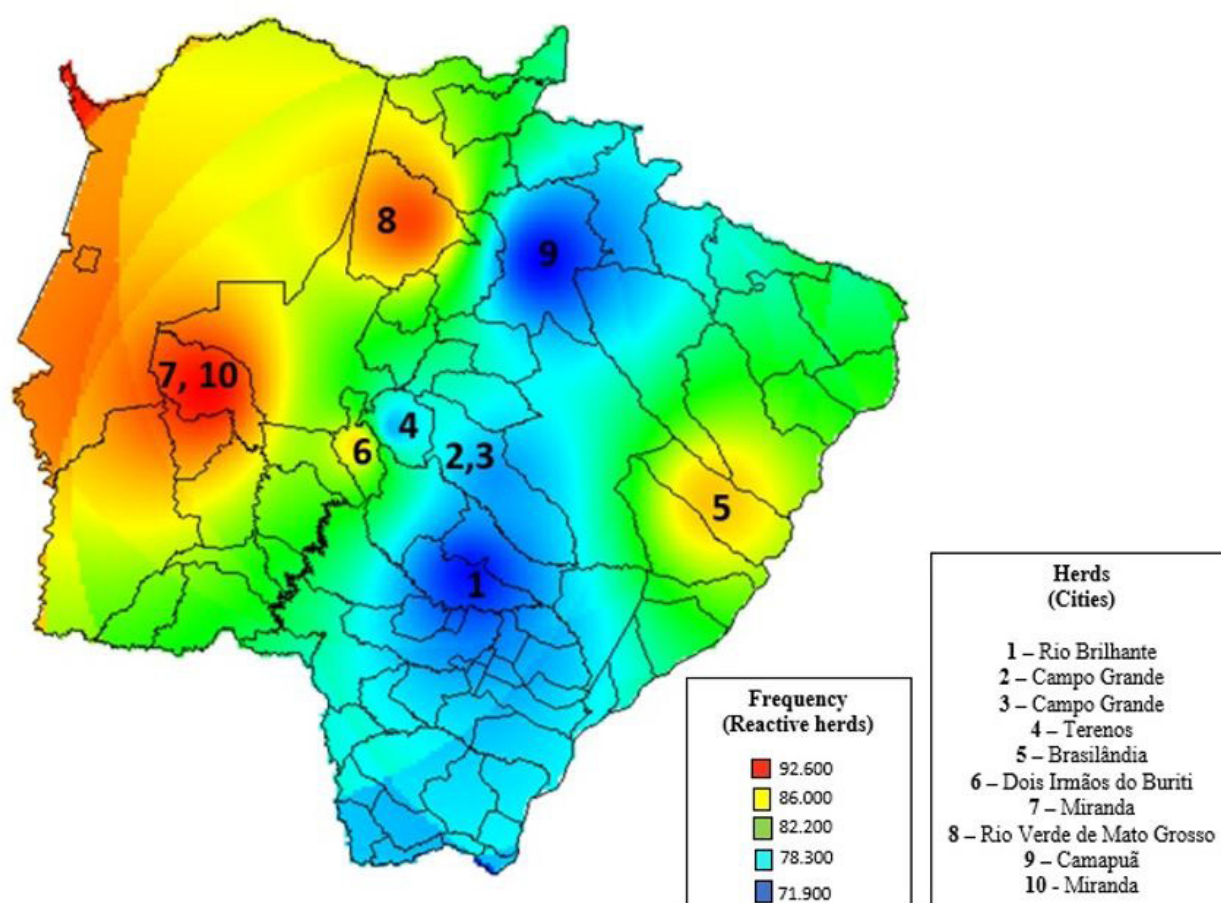 8
9
7, 10
4
6
2,3
5
1
Frequency
(Reactive herds)
92.600
86.000
82.200
78.300
71.900
Herds
(Cities)
1 – Rio Brilhante
2 – Campo Grande
3 – Campo Grande
4 – Terenos
5 – Brasilândia
6 – Dois Irmãos do Buriti
7 – Miranda
8 – Rio Verde de Mato Grosso
9 – Camapuã
10 - Miranda